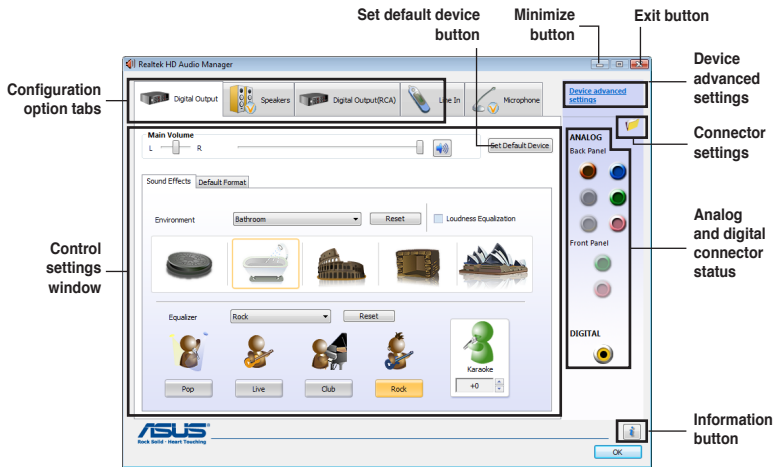 Set default device
button
Minimize
button
Exit button
Realtek HD Audio Manager
Device
advanced
settings
Configuration
option tabs
Digital Output
Speakers
Digital Output(RCA)
Line In
Microphone
Device advanced
settings
Connector
settings
Main Volume
L
R
Set Default Device
ANALOG
Back Panel
Sound Effects
Default Format
Environment
Bathroom
Reset
Loudness Equalization
Analog
and digital
connector
status
Front Panel
Control
settings
window
Equalizer
Rock
Reset
DIGITAL
Karaoke
+0
Pop
Live
Club
Rock
ASUS
Rock Solid · Heart Touching
Information
button
OK